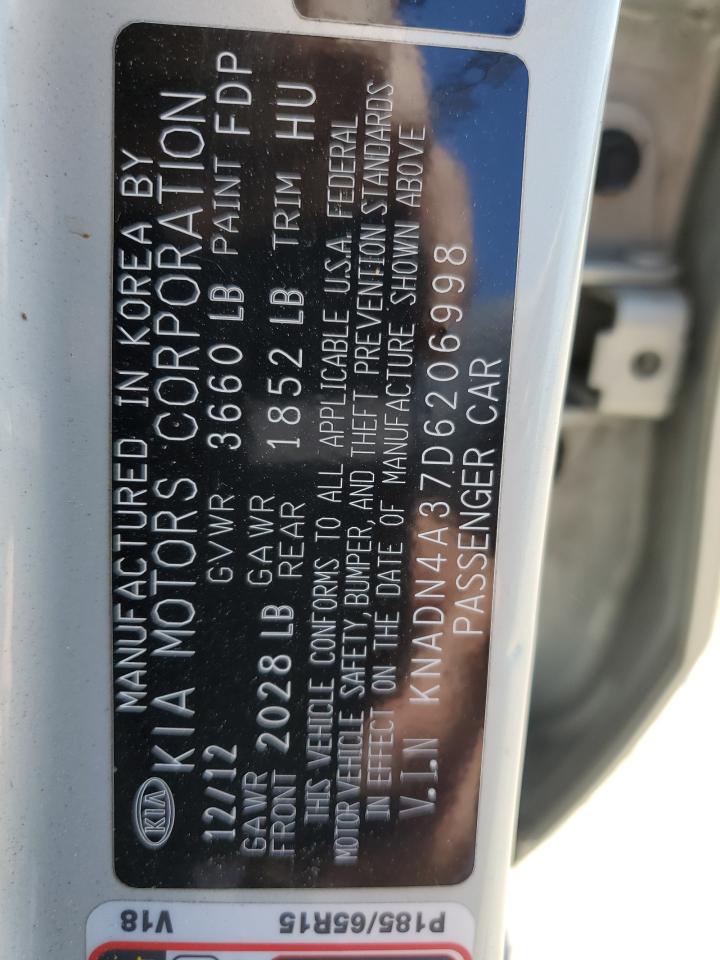 MANUFACTURED IN KOREA BY
KIA KIA MOTORS CORPORATION
12/12 GVWR 3660 LB PAINT FDP
GAWR FRONT 2028 LB GAWR REAR 1852 LB TRIM HU
THIS VEHICLE CONFORMS TO ALL APPLICABLE U.S.A. FEDERAL
MOTOR VEHICLE SAFETY, BUMPER, AND THEFT PREVENTION STANDARDS
IN EFFECT ON THE DATE OF MANUFACTURE SHOWN ABOVE
V.I.N KNADN4A37D6206998
PASSENGER CAR
P185/65R15 V18